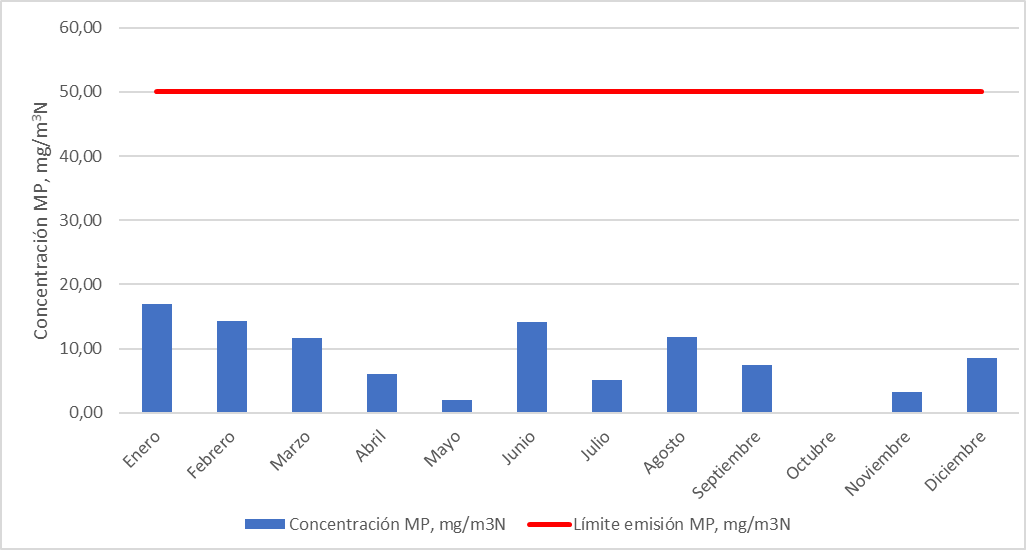 60,00
50,00
40,00
30,00
20,00
10,00
0,00
Concentración MP, mg/m³N
Enero
Febrero
Marzo
Abril
Mayo
Junio
Julio
Agosto
Septiembre
Octubre
Noviembre
Diciembre
Concentración MP, mg/m3N
Límite emisión MP, mg/m3N